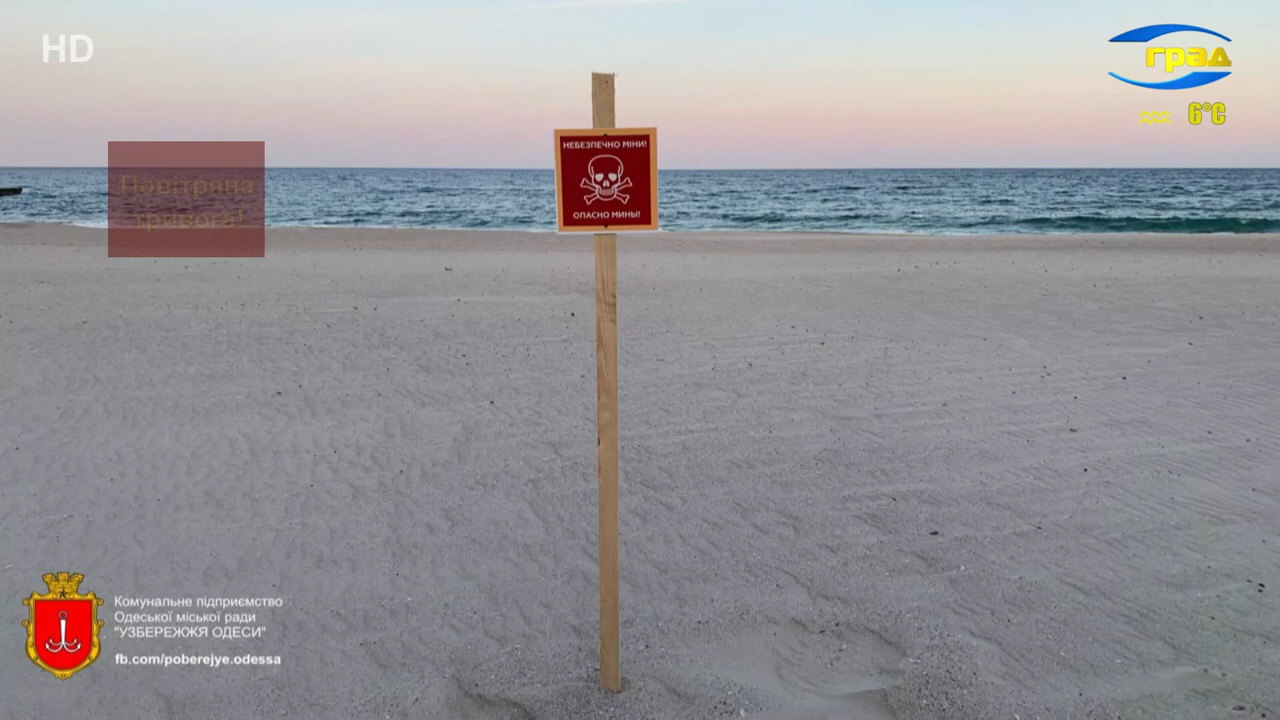 HD
град
6°C
Повітряна
тривога!
НЕБЕЗПЕЧНО МІНИ!
ОПАСНО МИНЫ!
Комунальне підприємство
Одеської міської ради
"УЗБЕРЕЖЖЯ ОДЕСИ"
fb.com/poberejye.odessa